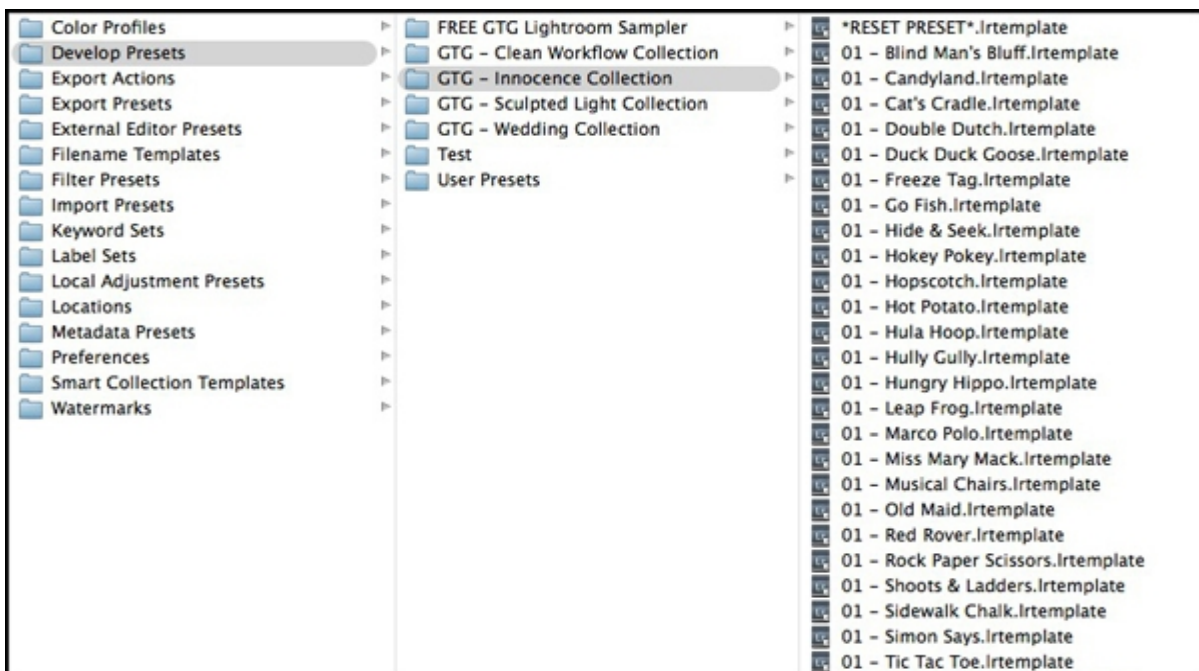 Color Profiles
Develop Presets
Export Actions
Export Presets
External Editor Presets
Filename Templates
Filter Presets
Import Presets
Keyword Sets
Label Sets
Local Adjustment Presets
Locations
Metadata Presets
Preferences
Smart Collection Templates
Watermarks
FREE GTG Lightroom Sampler
GTG – Clean Workflow Collection
GTG – Innocence Collection
GTG – Sculpted Light Collection
GTG – Wedding Collection
Test
User Presets
*RESET PRESET*.lrtemplate
01 – Blind Man's Bluff.lrtemplate
01 – Candyland.lrtemplate
01 – Cat's Cradle.lrtemplate
01 – Double Dutch.lrtemplate
01 – Duck Duck Goose.lrtemplate
01 – Freeze Tag.lrtemplate
01 – Go Fish.lrtemplate
01 – Hide & Seek.lrtemplate
01 – Hokey Pokey.lrtemplate
01 – Hopscotch.lrtemplate
01 – Hot Potato.lrtemplate
01 – Hula Hoop.lrtemplate
01 – Hully Gully.lrtemplate
01 – Hungry Hippo.lrtemplate
01 – Leap Frog.lrtemplate
01 – Marco Polo.lrtemplate
01 – Miss Mary Mack.lrtemplate
01 – Musical Chairs.lrtemplate
01 – Old Maid.lrtemplate
01 – Red Rover.lrtemplate
01 – Rock Paper Scissors.lrtemplate
01 – Shoots & Ladders.lrtemplate
01 – Sidewalk Chalk.lrtemplate
01 – Simon Says.lrtemplate
01 – Tic Tac Toe.lrtemplate